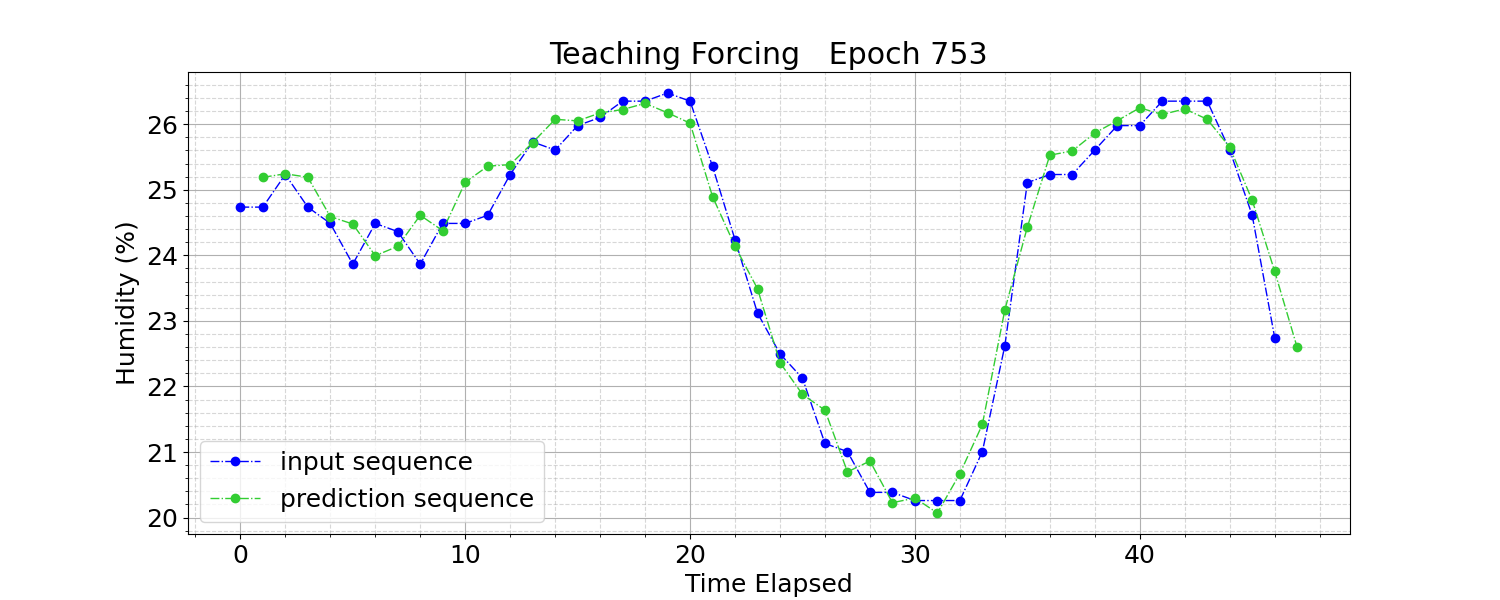 Teaching Forcing   Epoch 753
Humidity (%)
26
25
24
23
22
21
20
input sequence
prediction sequence
0 10 20 30 40
Time Elapsed